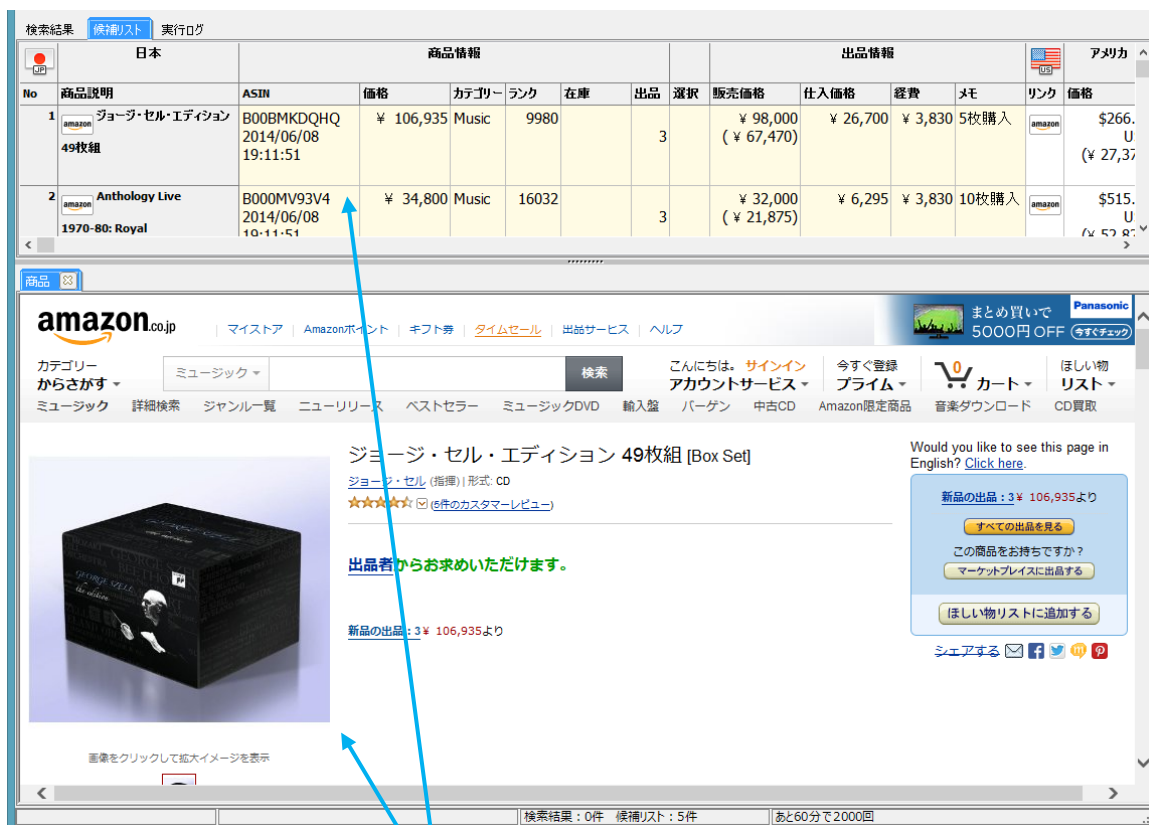 検索結果 候補リスト 実行ログ
日本 商品情報 出品情報 アメリカ
JP US
No 商品説明 ASIN 価格 カテゴリー ランク 在庫 出品 選択 販売価格 仕入価格 経費 メモ リンク 価格
1 amazon ジョージ・セル・エディション B00BMKDQHQ ¥ 106,935 Music 9980 ¥ 98,000 ¥ 26,700 ¥ 3,830 5枚購入 amazon $266.
2014/06/08 3 (¥ 67,470) U
49枚組 19:11:51 (¥ 27,37
2 amazon Anthology Live B000MV93V4 ¥ 34,800 Music 16032 ¥ 32,000 ¥ 6,295 ¥ 3,830 10枚購入 amazon $515.
2014/06/08 3 (¥ 21,875) U
1970-80: Royal 19:11:51
商品
amazon.co.jp マイストア Amazonポイント ギフト券 タイムセール 出品サービス ヘルプ
まとめ買いで Panasonic
5000円OFF 今すぐチェック
カテゴリー
からさがす
ミュージック 検索
こんにちは。サインイン
アカウントサービス
今すぐ登録
プライム
0 カート
ほしい物
リスト
ミュージック 詳細検索 ジャンル一覧 ニューリリース ベストセラー ミュージックDVD 輸入盤 バーゲン 中古CD Amazon限定商品 音楽ダウンロード CD買取
GEORGE SZELL
the edition
ジョージ・セル・エディション 49枚組 [Box Set]
ジョージ・セル (指揮) | 形式: CD
(5件のカスタマーレビュー)
出品者からお求めいただけます。
新品の出品：3¥ 106,935より
Would you like to see this page in
English? Click here.
新品の出品：3¥ 106,935より
すべての出品を見る
この商品をお持ちですか？
マーケットプレイスに出品する
ほしい物リストに追加する
シェアする
画像をクリックして拡大イメージを表示
検索結果：0件 候補リスト：5件 あと60分で2000回